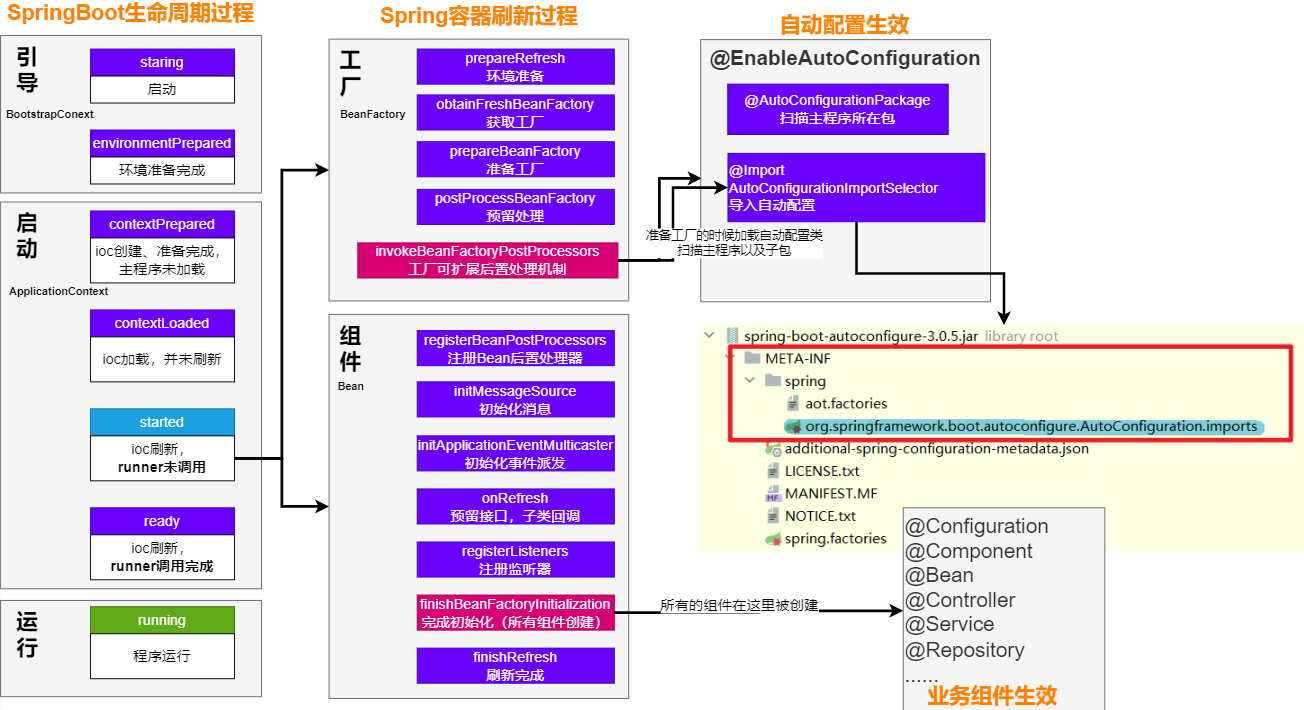 SpringBoot生命周期过程
引
导
BootstrapConext
staring
启动
environmentPrepared
环境准备完成
启
动
ApplicationContext
contextPrepared
ioc创建、准备完成，
主程序未加载
contextLoaded
ioc加载，并未刷新
started
ioc刷新，
runner未调用
ready
ioc刷新，
runner调用完成
运
行
running
程序运行
Spring容器刷新过程
工
厂
BeanFactory
prepareRefresh
环境准备
obtainFreshBeanFactory
获取工厂
prepareBeanFactory
准备工厂
postProcessBeanFactory
预留处理
invokeBeanFactoryPostProcessors
工厂可扩展后置处理机制
组
件
Bean
registerBeanPostProcessors
注册Bean后置处理器
initMessageSource
初始化消息
initApplicationEventMulticaster
初始化事件派发
onRefresh
预留接口，子类回调
registerListeners
注册监听器
finishBeanFactoryInitialization
完成初始化（所有组件创建）
finishRefresh
刷新完成
自动配置生效
@EnableAutoConfiguration
@AutoConfigurationPackage
扫描主程序所在包
@Import
AutoConfigurationImportSelector
导入自动配置
准备工厂的时候加载自动配置类
扫描主程序以及子包
spring-boot-autoconfigure-3.0.5.jar library root
META-INF
spring
aot.factories
org.springframework.boot.autoconfigure.AutoConfiguration.imports
additional-spring-configuration-metadata.json
LICENSE.txt
MF MANIFEST.MF
NOTICE.txt
spring.factories
所有的组件在这里被创建
@Configuration
@Component
@Bean
@Controller
@Service
@Repository
......
业务组件生效